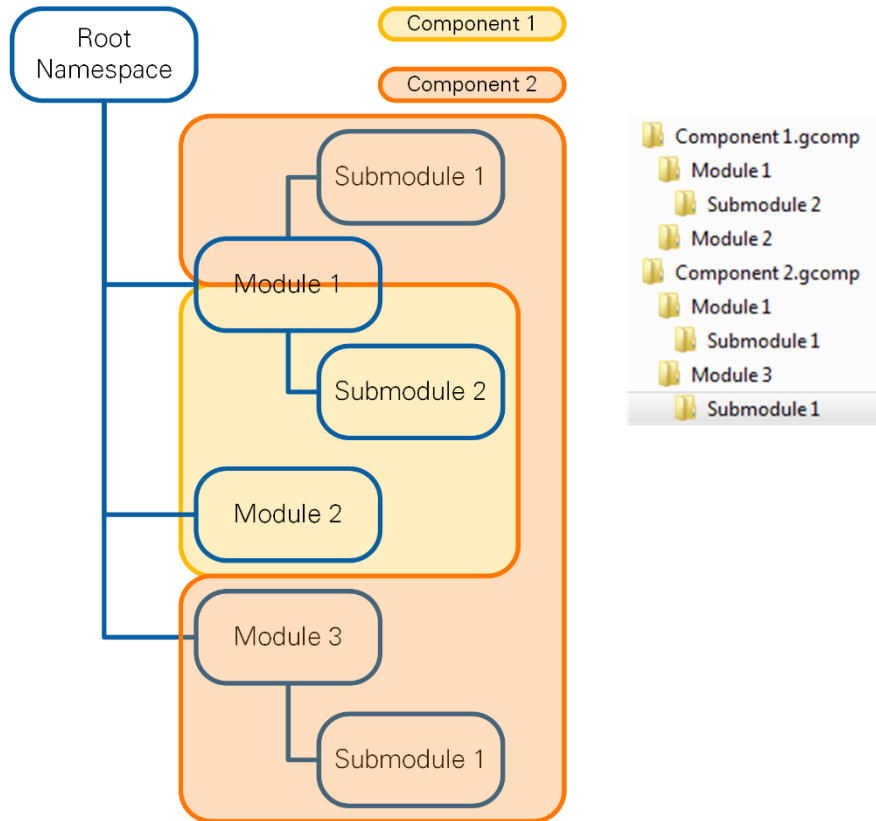 Root
Namespace
Component 1
Component 2
Submodule 1
Module 1
Submodule 2
Module 2
Module 3
Submodule 1
Component 1.gcomp
Module 1
Submodule 2
Module 2
Component 2.gcomp
Module 1
Submodule 1
Module 3
Submodule 1